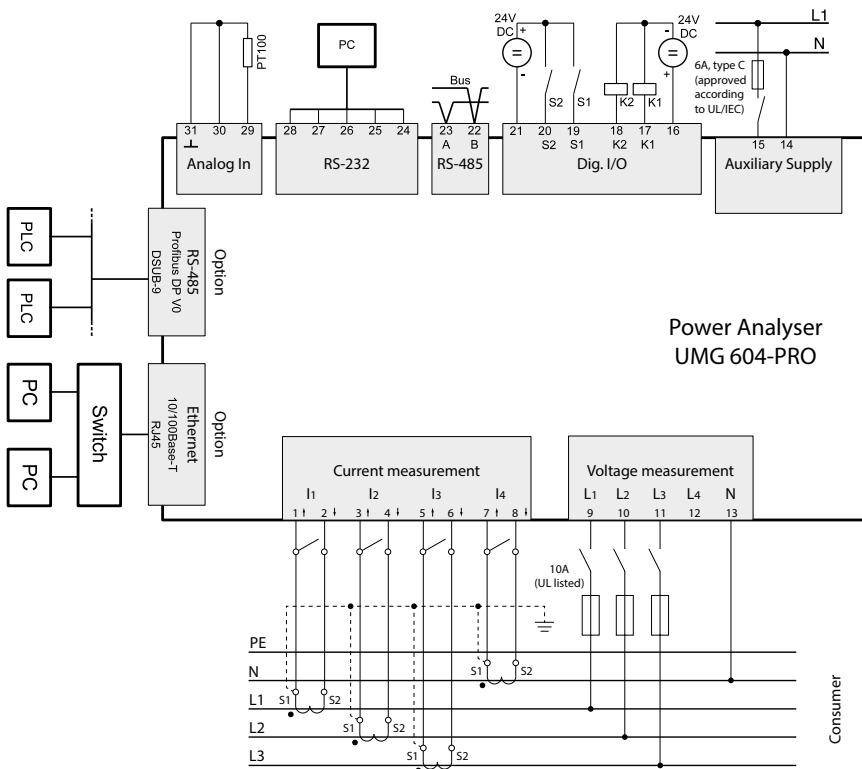 24V
DC
+
-
24V
DC
-
+
L1
N
PT100
PC
Bus
S2
S1
K2
K1
6A, type C
(approved
according
to UL/IEC)
31
30
29
28
27
26
25
24
23
22
21
20
19
18
17
16
15
14
A
B
S2
S1
K2
K1
Analog In
RS-232
RS-485
Dig. I/O
Auxiliary Supply
PLC
PLC
RS-485
Profibus DP V0
DSUB-9
Option
Power Analyser
UMG 604-PRO
PC
PC
Switch
Ethernet
10/100Base-T
RJ45
Option
Current measurement
I1
I2
I3
I4
1
2
3
4
5
6
7
8
Voltage measurement
L1
L2
L3
L4
N
9
10
11
12
13
10A
(UL listed)
PE
N
L1
L2
L3
S1
S2
S1
S2
S1
S2
S1
S2
Consumer